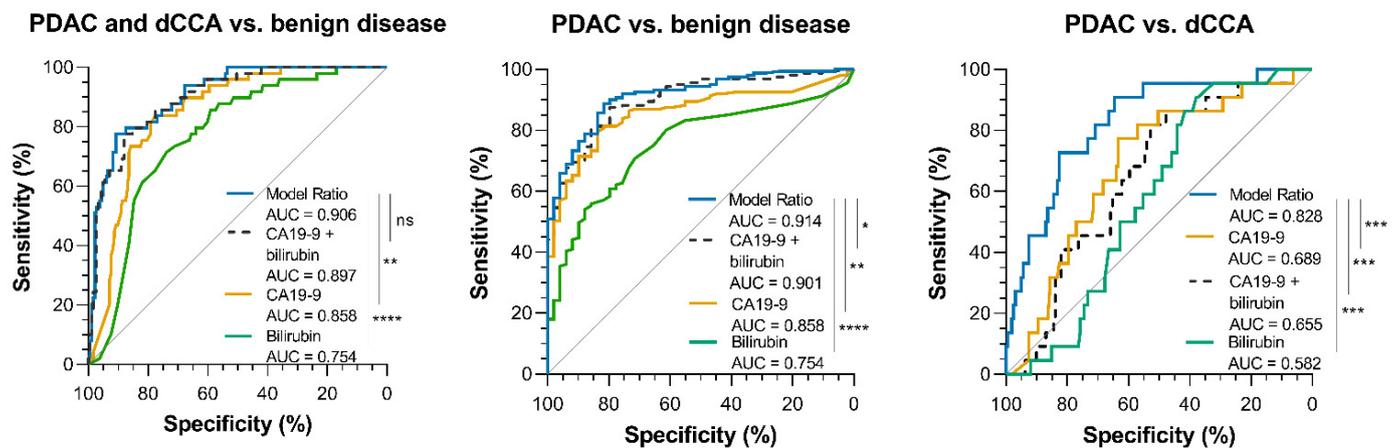 PDAC and dCCA vs. benign disease
100
80
60
40
20
0
Sensitivity (%)
100 80 60 40 20 0
Specificity (%)
Model Ratio
AUC = 0.906
CA19-9 +
bilirubin
AUC = 0.897
CA19-9
AUC = 0.858
Bilirubin
AUC = 0.754
ns
**
****
PDAC vs. benign disease
100
80
60
40
20
0
Sensitivity (%)
100 80 60 40 20 0
Specificity (%)
Model Ratio
AUC = 0.914
CA19-9 +
bilirubin
AUC = 0.901
CA19-9
AUC = 0.858
Bilirubin
AUC = 0.754
*
**
****
PDAC vs. dCCA
100
80
60
40
20
0
Sensitivity (%)
100 80 60 40 20 0
Specificity (%)
Model Ratio
AUC = 0.828
CA19-9
AUC = 0.689
CA19-9 +
bilirubin
AUC = 0.655
Bilirubin
AUC = 0.582
***
***
***